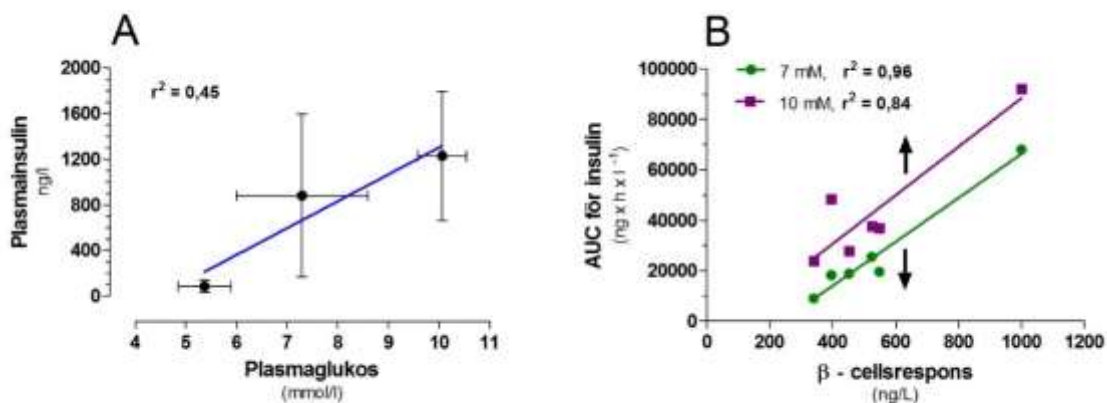 A
2000
1600
1200
800
400
0
r² = 0,45
Plasmainsulin
ng/l
4 5 6 7 8 9 10 11
Plasmaglukos
(mmol/l)
B
100000
80000
60000
40000
20000
0
7 mM, r² = 0,96
10 mM, r² = 0,84
AUC för insulin
(ng x h x l⁻¹)
0 200 400 600 800 1000 1200
β - cellsrespons
(ng/L)